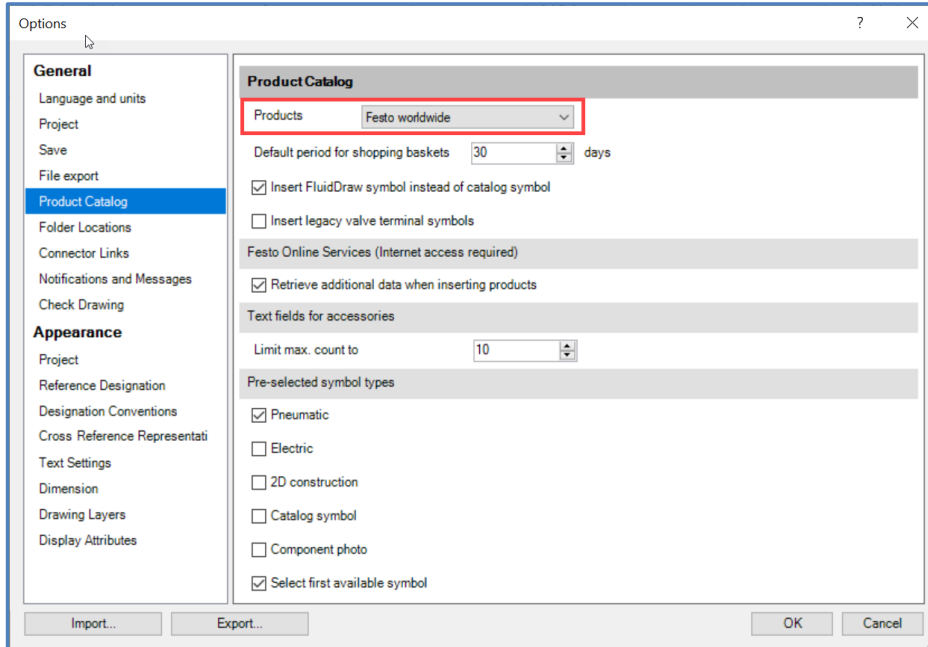 Options
?
General
Language and units
Project
Save
File export
Product Catalog
Folder Locations
Connector Links
Notifications and Messages
Check Drawing
Appearance
Project
Reference Designation
Designation Conventions
Cross Reference Representati
Text Settings
Dimension
Drawing Layers
Display Attributes
Product Catalog
Products Festo worldwide
Default period for shopping baskets 30 days
Insert FluidDraw symbol instead of catalog symbol
Insert legacy valve terminal symbols
Festo Online Services (Internet access required)
Retrieve additional data when inserting products
Text fields for accessories
Limit max. count to 10
Pre-selected symbol types
Pneumatic
Electric
2D construction
Catalog symbol
Component photo
Select first available symbol
Import... Export... OK Cancel